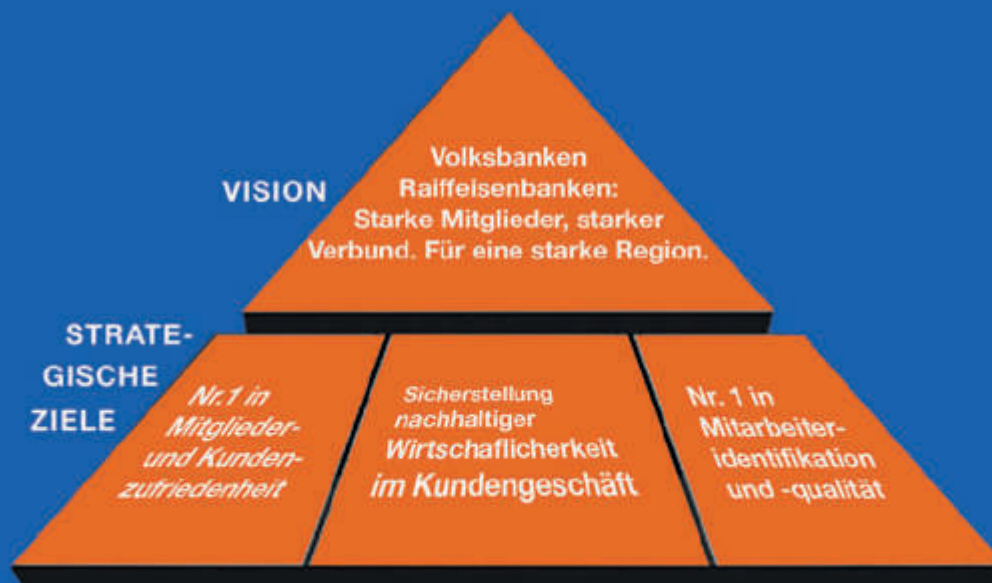 VISION
Volksbanken
Raiffeisenbanken:
Starke Mitglieder, starker
Verbund. Für eine starke Region.
STRATE-
GISCHE
ZIELE
Nr.1 in
Mitglieder-
und Kunden-
zufriedenheit
Sicherstellung
nachhaltiger
Wirtschaflicherkeit
im Kundengeschäft
Nr. 1 in
Mitarbeiter-
identifikation
und -qualität